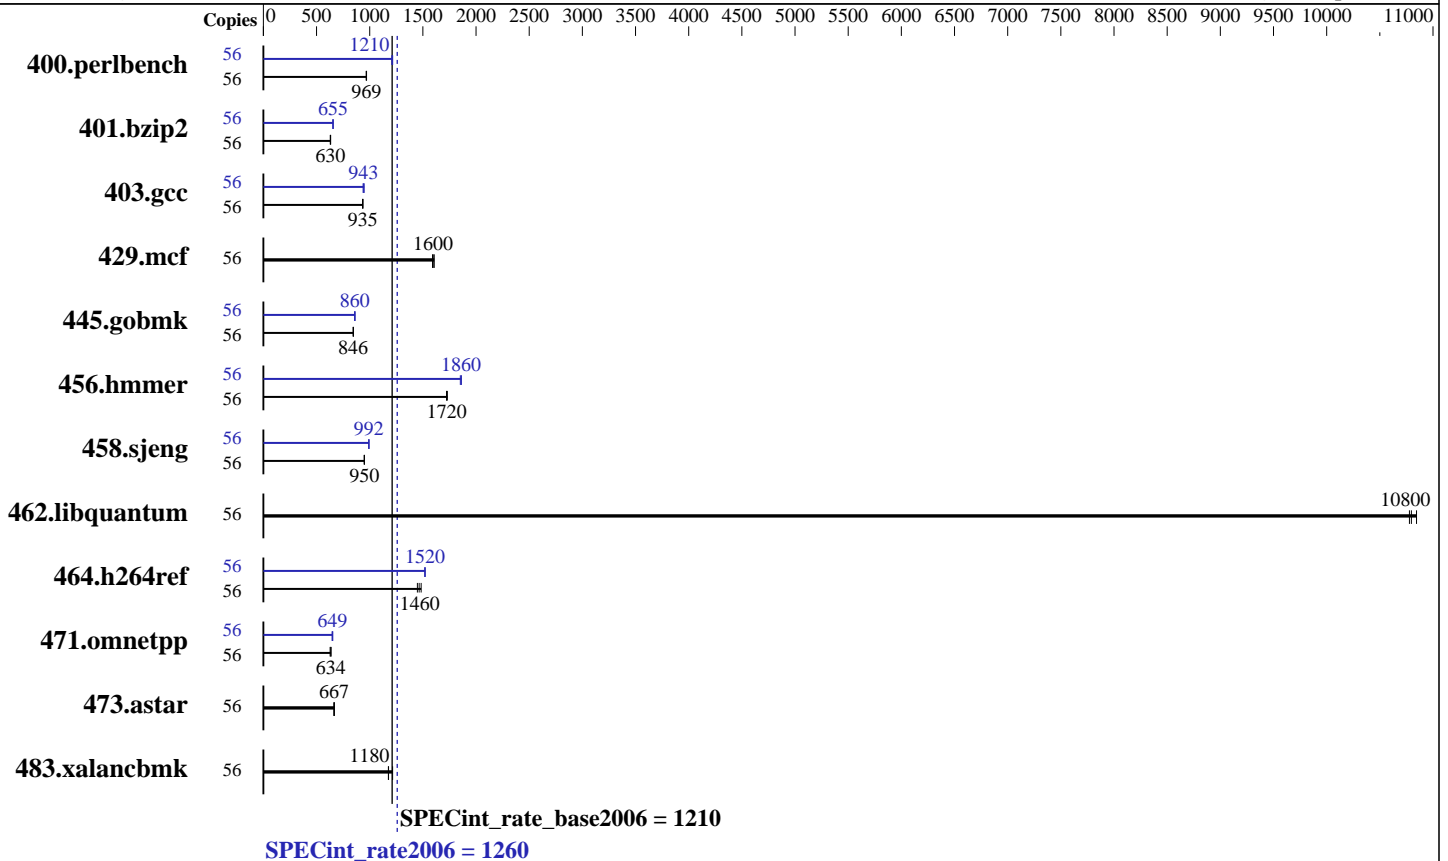 Copies 0 500 1000 1500 2000 2500 3000 3500 4000 4500 5000 5500 6000 6500 7000 7500 8000 8500 9000 9500 10000 11000
400.perlbench 56 1210
56 969
401.bzip2 56 655
56 630
403.gcc 56 943
56 935
429.mcf 56 1600
445.gobmk 56 860
56 846
456.hmmer 56 1860
56 1720
458.sjeng 56 992
56 950
462.libquantum 56 10800
464.h264ref 56 1520
56 1460
471.omnetpp 56 649
56 634
473.astar 56 667
483.xalancbmk 56 1180
SPECint_rate_base2006 = 1210
SPECint_rate2006 = 1260